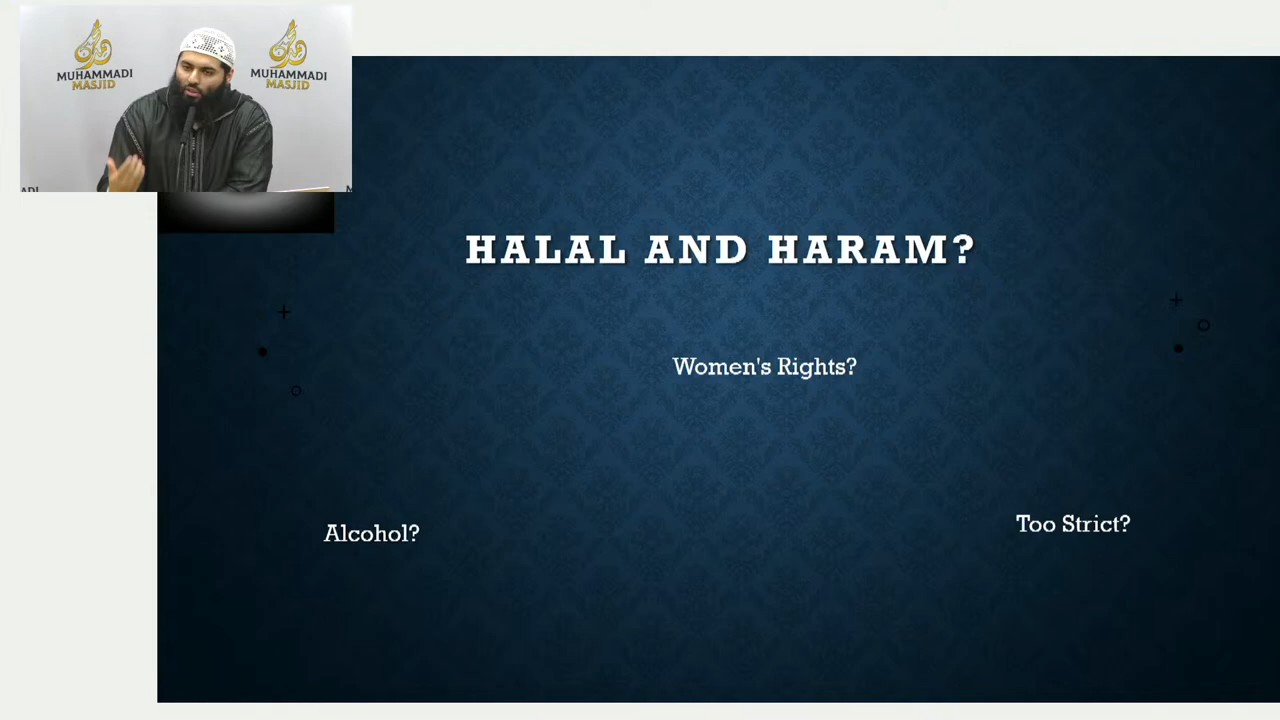 MUHAMMADI
MASJID
MUHAMMADI
MASJID
HALAL AND HARAM?
Women's Rights?
Alcohol?
Too Strict?